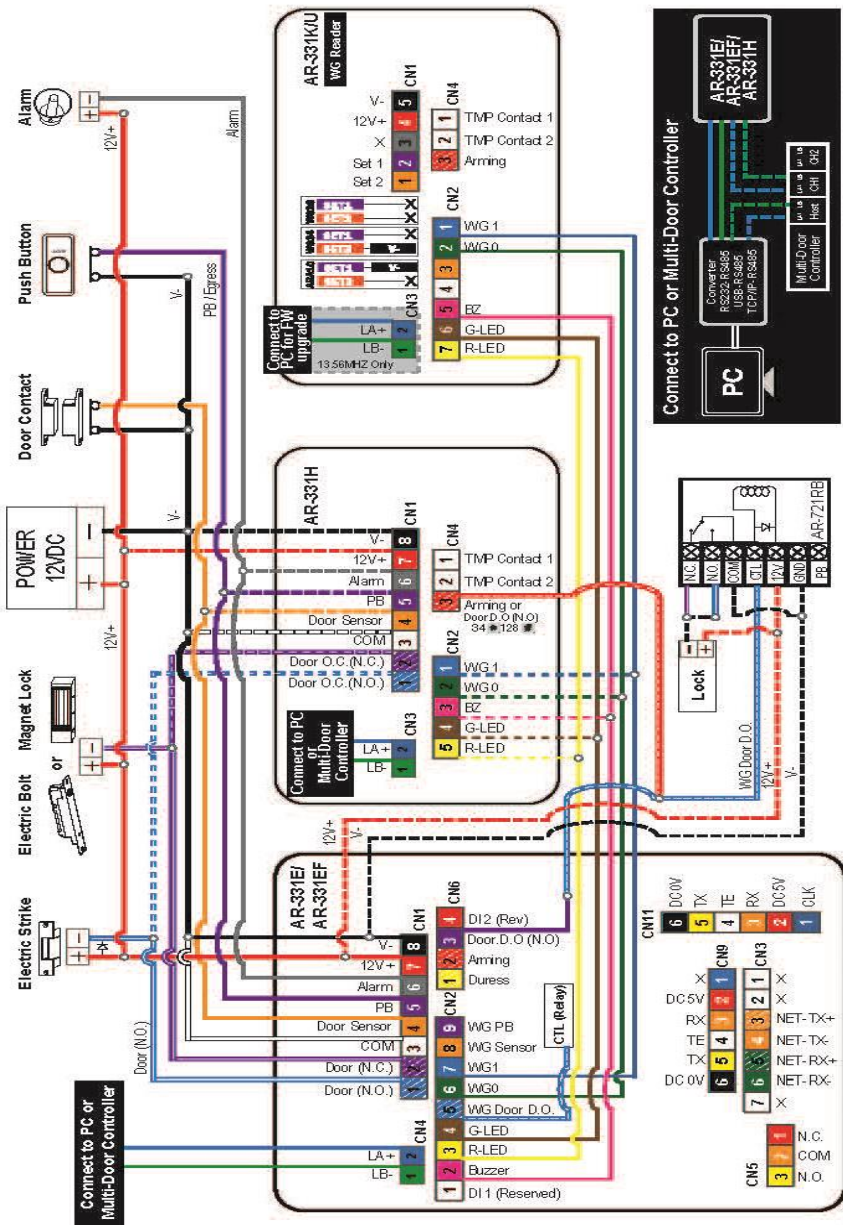 Alarm
12V+
Alarm
Push Button
V-
PB / Egress
Door Contact
POWER
12VDC
12V+
V-
Magnet Lock
or
Electric Bolt
Electric Strike
Door (N.O.)
Connect to PC or
Multi-Door Controller
AR-331K/U
WG Reader
CN1
V- 5
12V+ 4
X 3
Set 1 2
Set 2 1
CN4
1 TMP Contact 1
2 TMP Contact 2
3 Arming
CN2
1 WG 1
2 WG 0
3
4
5 BZ
6 G-LED
7 R-LED
CN3
LA+ 2
LB- 1
Connect to
PC for FW
upgrade
13.56MHZ Only
AR-331H
CN1
V- 8
12V+ 7
Alarm 6
PB 5
Door Sensor 4
COM 3
Door O.C.(N.C.) 2
Door O.C.(N.O.) 1
CN4
1 TMP Contact 1
2 TMP Contact 2
3 Arming or
Door D.O (N.O)
CN2
1 WG 1
2 WG 0
3 BZ
4 G-LED
5 R-LED
CN3
LA+ 2
LB- 1
Connect to PC
or
Multi-Door
Controller
AR-331E/
AR-331EF
CN1
V- 8
12V+ 7
Alarm 6
PB 5
Door Sensor 4
COM 3
Door (N.C.) 2
Door (N.O.) 1
CN6
4 DI 2 (Rev)
3 Door.D.O (N.O)
2 Arming
1 Duress
CN2
9 WG PB
8 WG Sensor
7 WG1
6 WG0
5 WG Door D.O.
4 G-LED
3 R-LED
2 Buzzer
1 DI 1 (Reserved)
CN4
LA+ 2
LB- 1
CTL (Relay)
CN11
6 DC0V
5 TX
4 TE
3 RX
2 DC5V
1 CLK
CN9
X 1
DC5V 2
RX 3
TE 4
TX 5
DC 0V 6
CN3
1 X
2 X
3 NET-TX+
4 NET-TX-
5 NET-RX+
6 NET-RX-
7 X
CN5
1 N.C.
2 COM
3 N.O.
12V+
V-
WG Door D.O.
12V+
V-
Lock
N.C.
N.O.
COM
CTL
12V
GND
PB
AR-721RB
Connect to PC or Multi-Door Controller
PC
Converter
RS232-RS485
USB-RS485
TCP/IP-RS485
AR-331E/
AR-331EF/
AR-331H
Host
CH1
CH2
Multi-Door
Controller